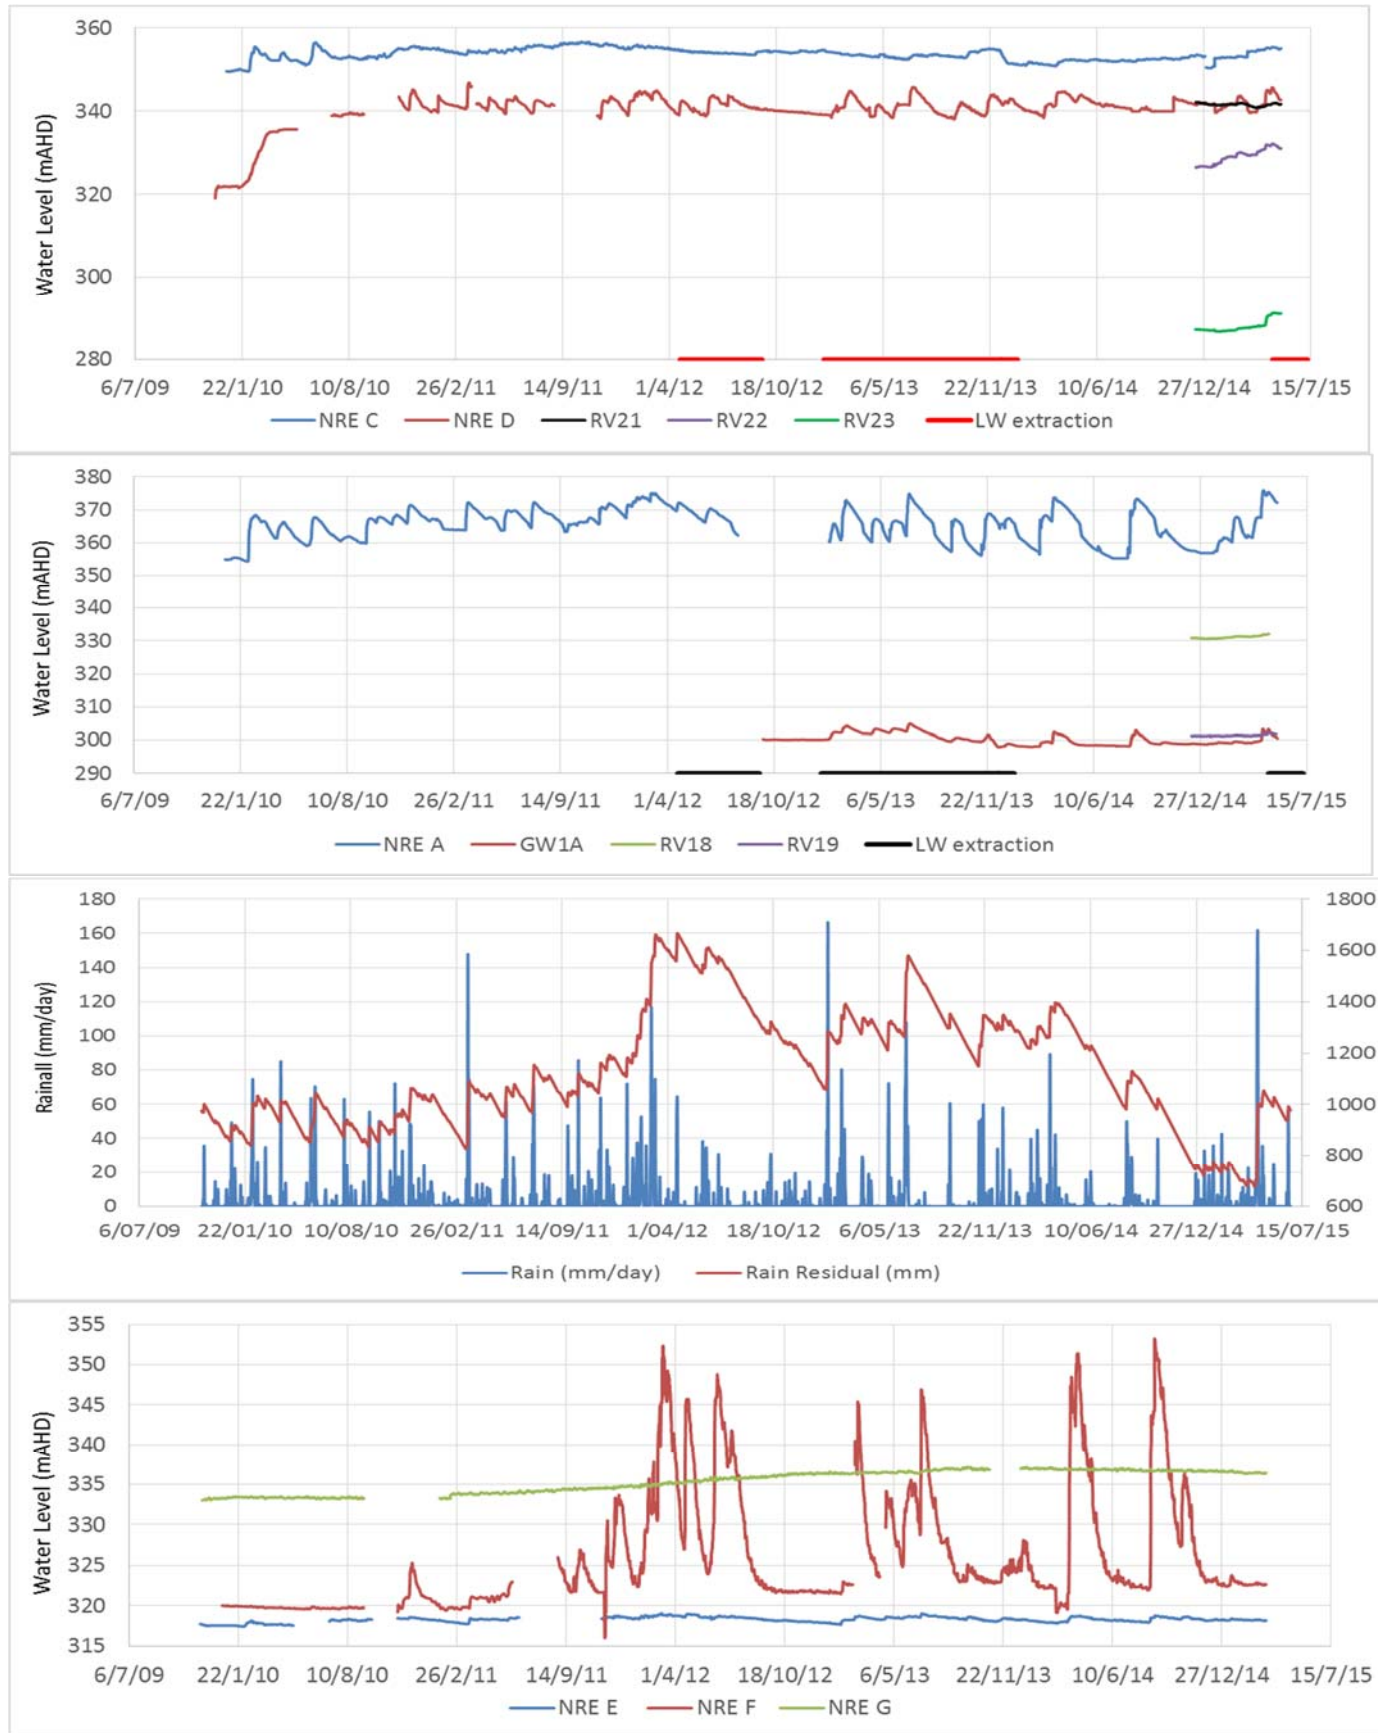 360
340
320
300
280
Water Level (mAHD)
6/7/09 22/1/10 10/8/10 26/2/11 14/9/11 1/4/12 18/10/12 6/5/13 22/11/13 10/6/14 27/12/14 15/7/15
NRE C NRE D RV21 RV22 RV23 LW extraction
380
370
360
350
340
330
320
310
300
290
Water Level (mAHD)
6/7/09 22/1/10 10/8/10 26/2/11 14/9/11 1/4/12 18/10/12 6/5/13 22/11/13 10/6/14 27/12/14 15/7/15
NRE A GW1A RV18 RV19 LW extraction
180 1800
160 1600
140
120 1400
100
80 1200
60 1000
40
20 800
0 600
Rainall (mm/day)
6/07/09 22/01/10 10/08/10 26/02/11 14/09/11 1/04/12 18/10/12 6/05/13 22/11/13 10/06/14 27/12/14 15/07/15
Rain (mm/day) Rain Residual (mm)
355
350
345
340
335
330
325
320
315
Water Level (mAHD)
6/7/09 22/1/10 10/8/10 26/2/11 14/9/11 1/4/12 18/10/12 6/5/13 22/11/13 10/6/14 27/12/14 15/7/15
NRE E NRE F NRE G